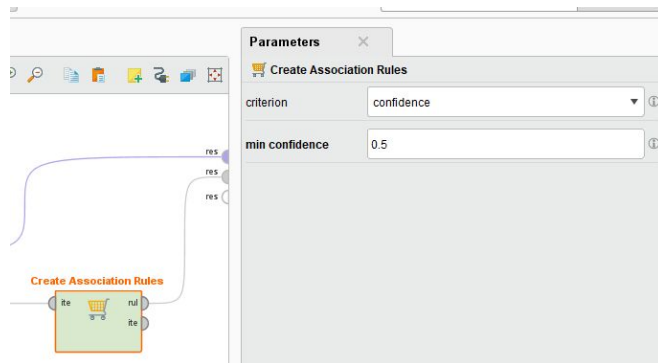 Parameters
Create Association Rules
criterion
confidence
min confidence
0.5
res
res
res
Create Association Rules
ite
rul
ite